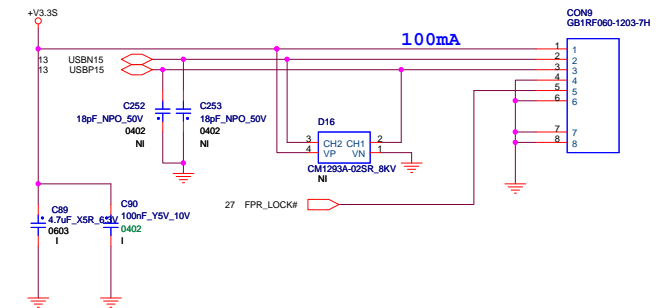 +V3.3S
CON9
GB1RF060-1203-7H
100mA
13 USBN15
13 USBP15
1 1
2 2
3 3
4 4
5 5
6 6
7 7
8 8
C252
18pF_NPO_50V
0402
NI
C253
18pF_NPO_50V
0402
NI
D16
3 CH2 CH1 2
4 VP VN 1
CM1293A-02SR_8KV
NI
27 FPR_LOCK#
C89
4.7uF_X5R_6.3V
0603
I
C90
100nF_Y5V_10V
0402
I